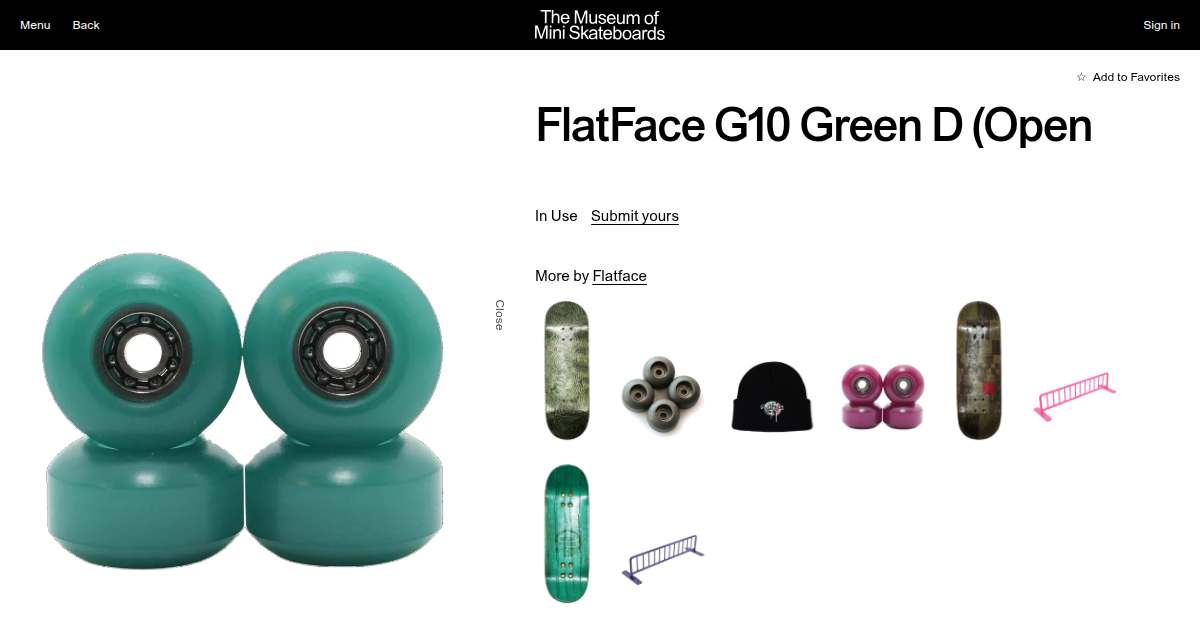 Menu
Back
The Museum of
Mini Skateboards
Sign in
☆ Add to Favorites
FlatFace G10 Green D (Open
In Use
Submit yours
More by Flatface
Close